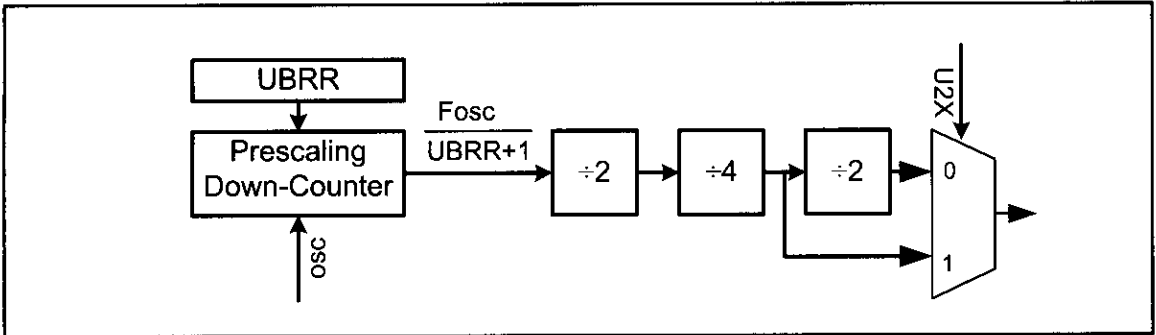 UBRR
Prescaling
Down-Counter
osc
Fosc
UBRR+1
÷2
÷4
÷2
U2X
0
1